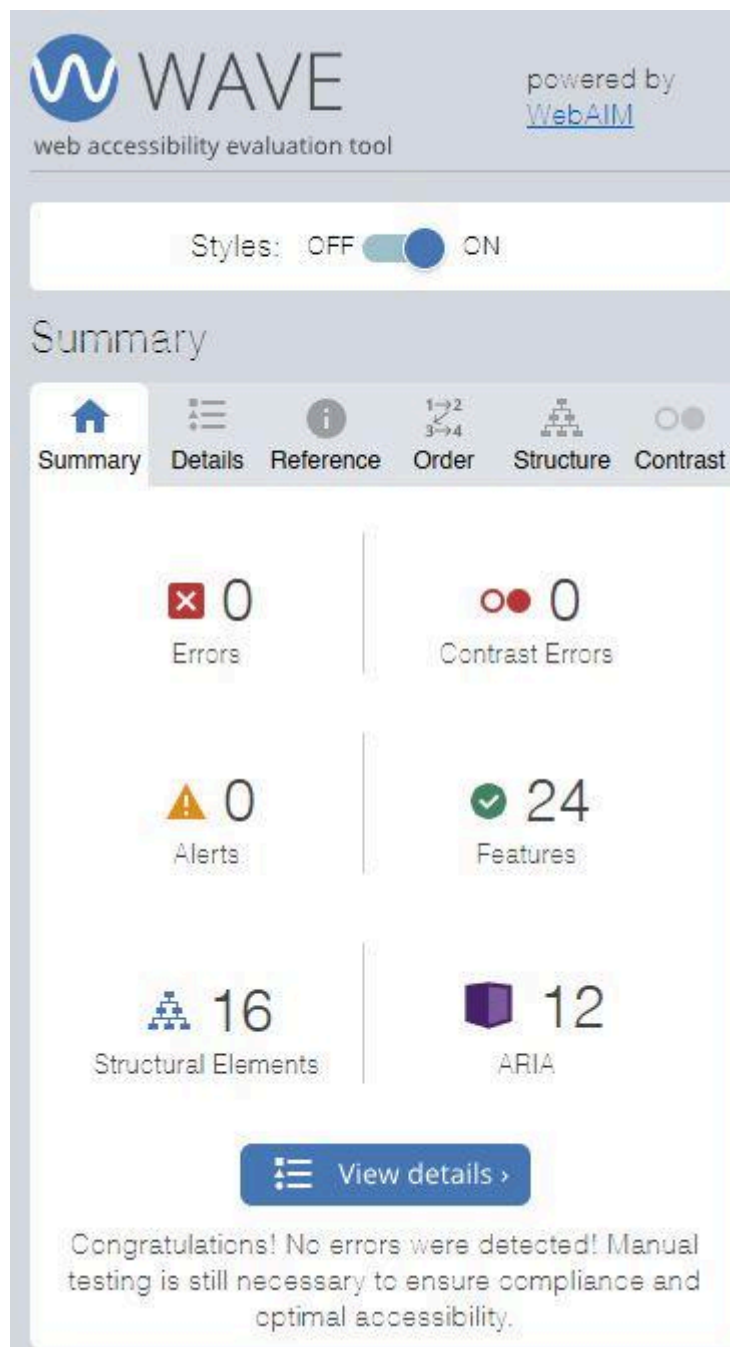 WAVE
powered by
WebAIM
web accessibility evaluation tool
Styles: OFF ON
Summary
1→2
3→4
Summary Details Reference Order Structure Contrast
0 0
Errors Contrast Errors
0 24
Alerts Features
16 12
Structural Elements ARIA
View details ›
Congratulations! No errors were detected! Manual
testing is still necessary to ensure compliance and
optimal accessibility.